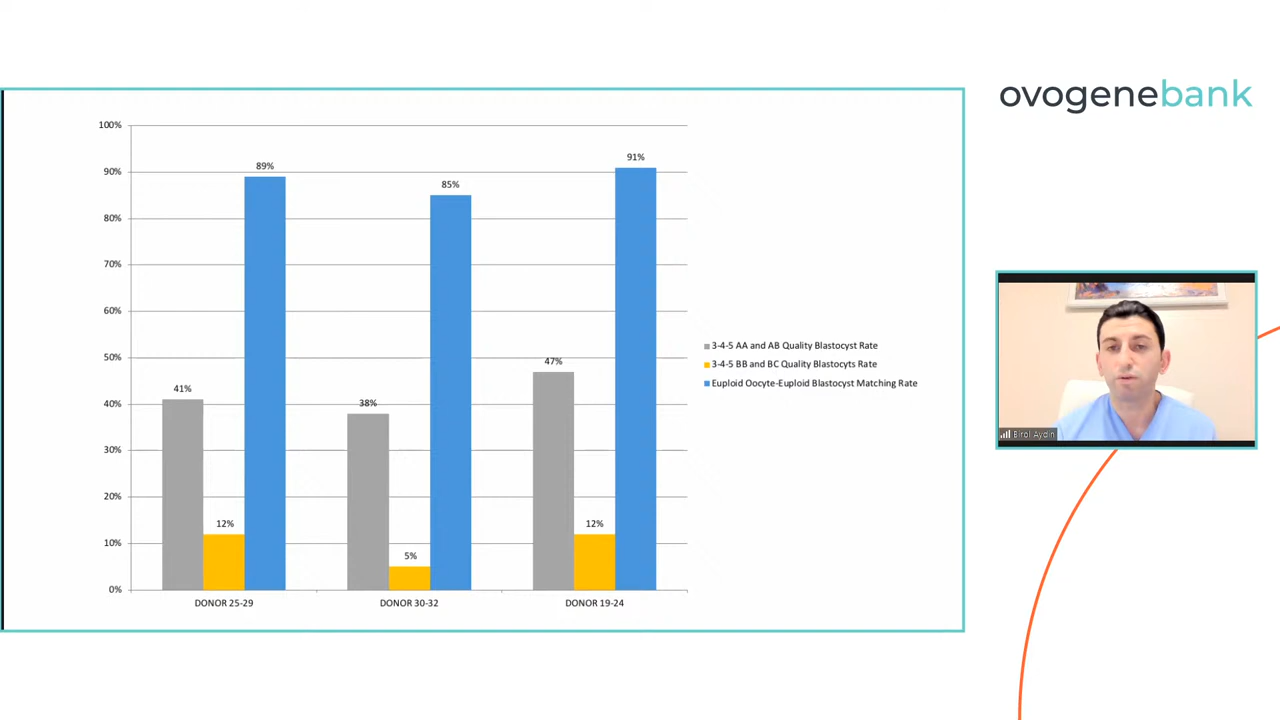 ovogenebank
100%
90%
80%
70%
60%
50%
40%
30%
20%
10%
0%
41%
12%
89%
38%
5%
85%
47%
12%
91%
DONOR 25-29
DONOR 30-32
DONOR 19-24
3-4-5 AA and AB Quality Blastocyst Rate
3-4-5 BB and BC Quality Blastocyts Rate
Euploid Oocyte-Euploid Blastocyst Matching Rate
Birol Aydin